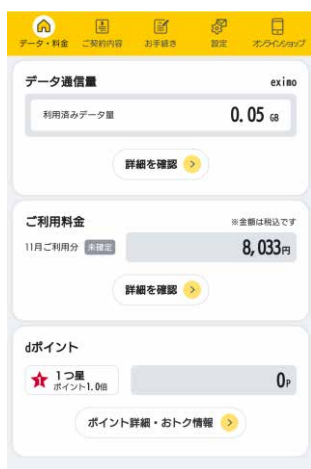 データ・料金 ご契約内容 お手続き 設定 オンラインショップ
データ通信量 eximo
利用済みデータ量 0.05 GB
詳細を確認
ご利用料金 ※金額は税込です
11月ご利用分 未確定 8,033円
詳細を確認
dポイント
1 1つ星
ポイント1.0倍 0P
ポイント詳細・おトク情報